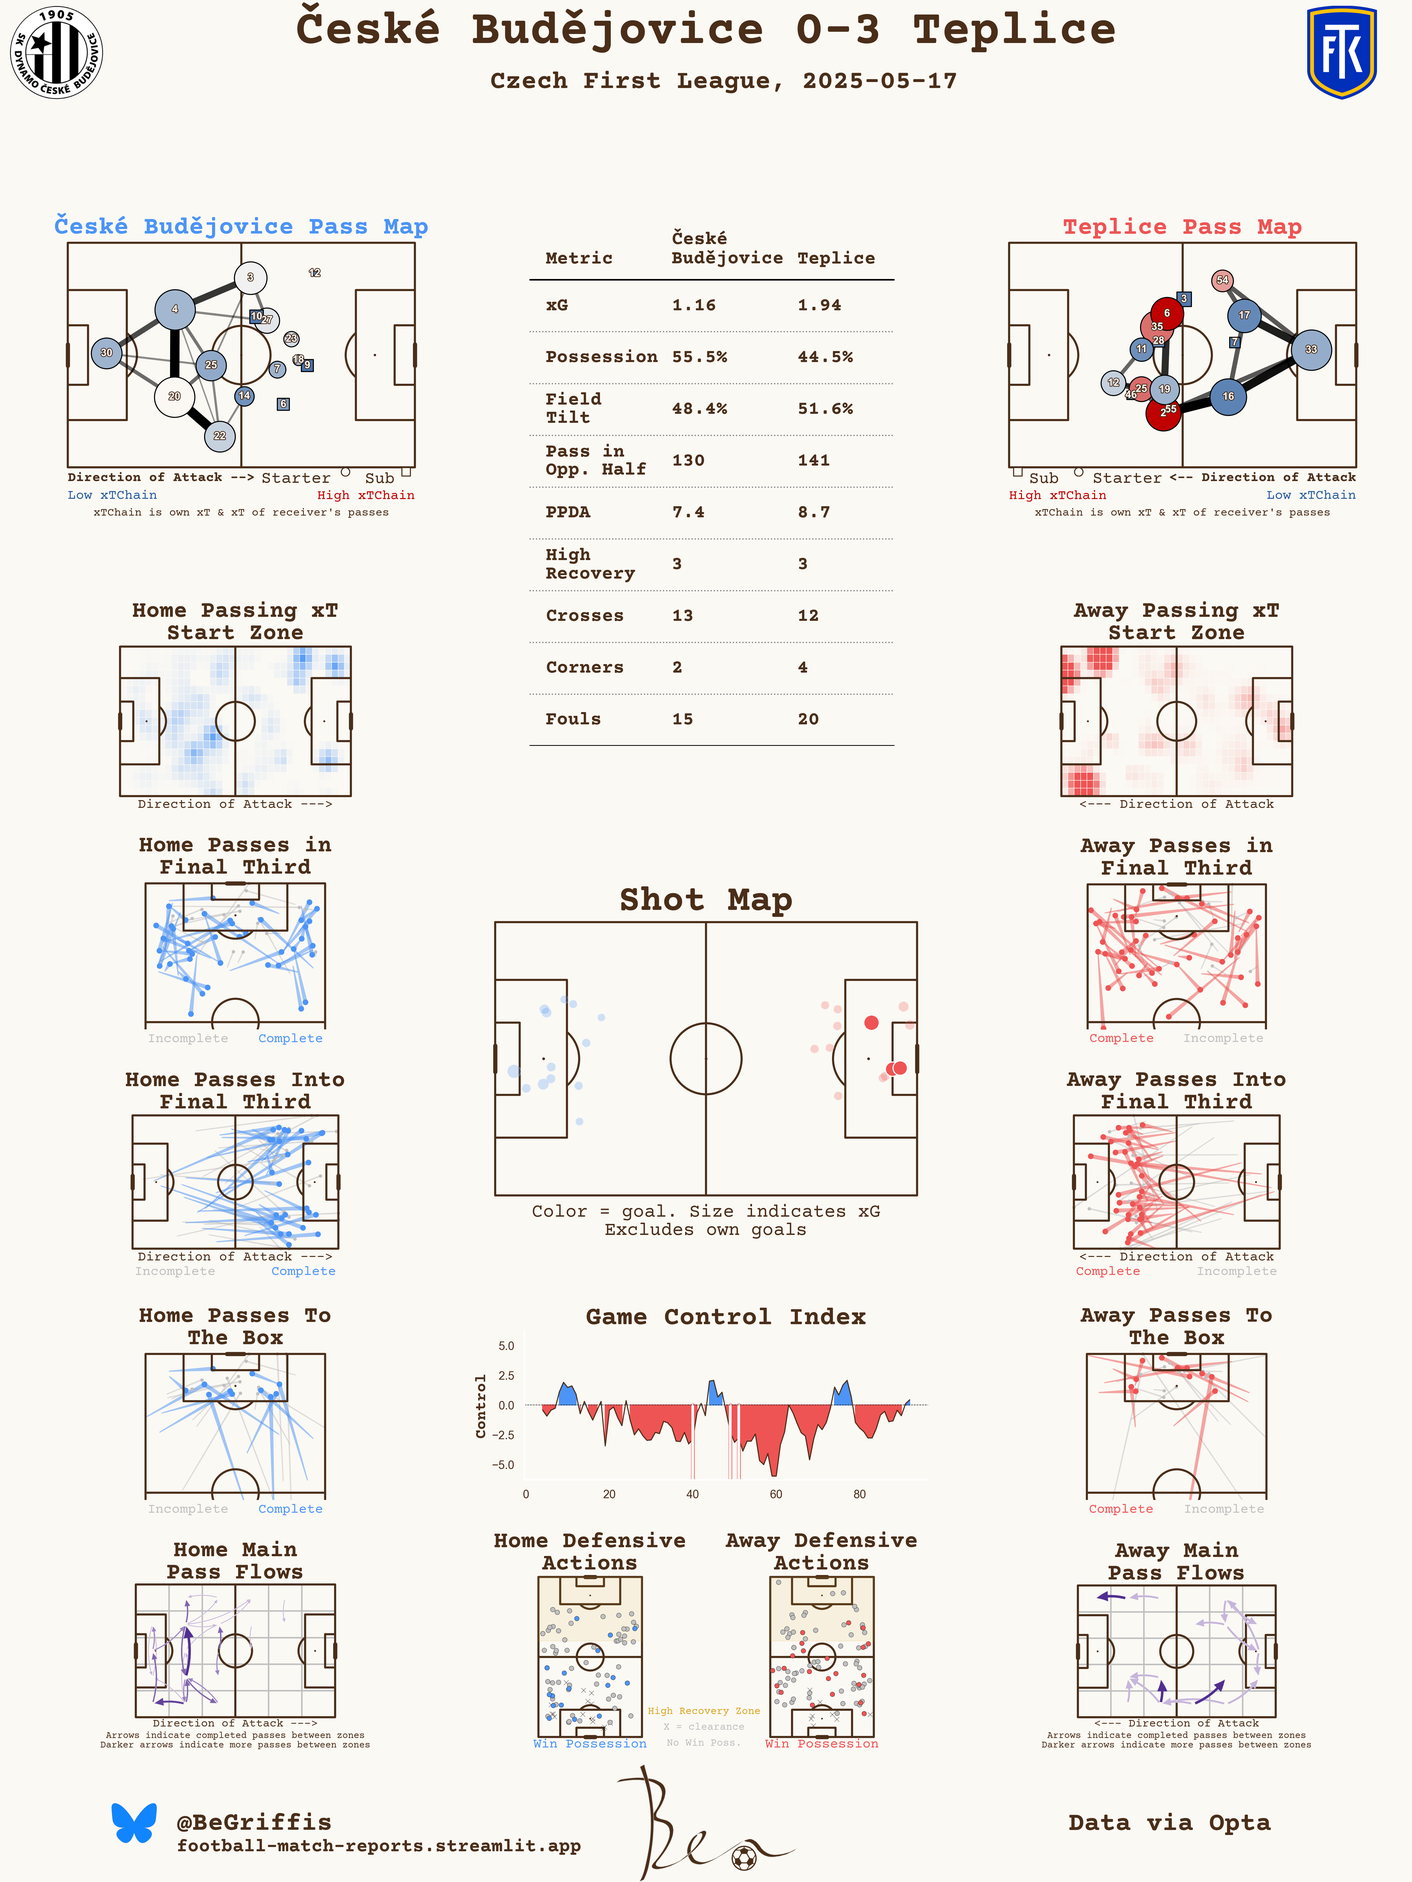 České Budějovice 0-3 Teplice
Czech First League, 2025-05-17
1905
SK DYNAMO ČESKÉ BUDĚJOVICE
FTK
České Budějovice Pass Map
3
12
4
10
27
23
30
25
18
9
7
20
14
6
22
Direction of Attack --> Starter Sub
Low xTChain High xTChain
xTChain is own xT & xT of receiver's passes
Metric České Budějovice Teplice
xG 1.16 1.94
Possession 55.5% 44.5%
Field Tilt 48.4% 51.6%
Pass in Opp. Half 130 141
PPDA 7.4 8.7
High Recovery 3 3
Crosses 13 12
Corners 2 4
Fouls 15 20
Teplice Pass Map
54
3
6
17
35
28
7
11
33
12
25
19
46
16
2
55
Sub Starter <-- Direction of Attack
High xTChain Low xTChain
xTChain is own xT & xT of receiver's passes
Home Passing xT
Start Zone
Direction of Attack --->
Away Passing xT
Start Zone
<--- Direction of Attack
Home Passes in
Final Third
Incomplete Complete
Away Passes in
Final Third
Complete Incomplete
Shot Map
Color = goal. Size indicates xG
Excludes own goals
Home Passes Into
Final Third
Direction of Attack --->
Incomplete Complete
Away Passes Into
Final Third
<--- Direction of Attack
Complete Incomplete
Home Passes To
The Box
Incomplete Complete
Game Control Index
Control
5.0
2.5
0.0
−2.5
−5.0
0 20 40 60 80
Away Passes To
The Box
Complete Incomplete
Home Main
Pass Flows
Direction of Attack --->
Arrows indicate completed passes between zones
Darker arrows indicate more passes between zones
Home Defensive
Actions
Win Possession
High Recovery Zone
X = clearance
No Win Poss.
Away Defensive
Actions
Win Possession
Away Main
Pass Flows
<--- Direction of Attack
Arrows indicate completed passes between zones
Darker arrows indicate more passes between zones
@BeGriffis
football-match-reports.streamlit.app
Ben
Data via Opta